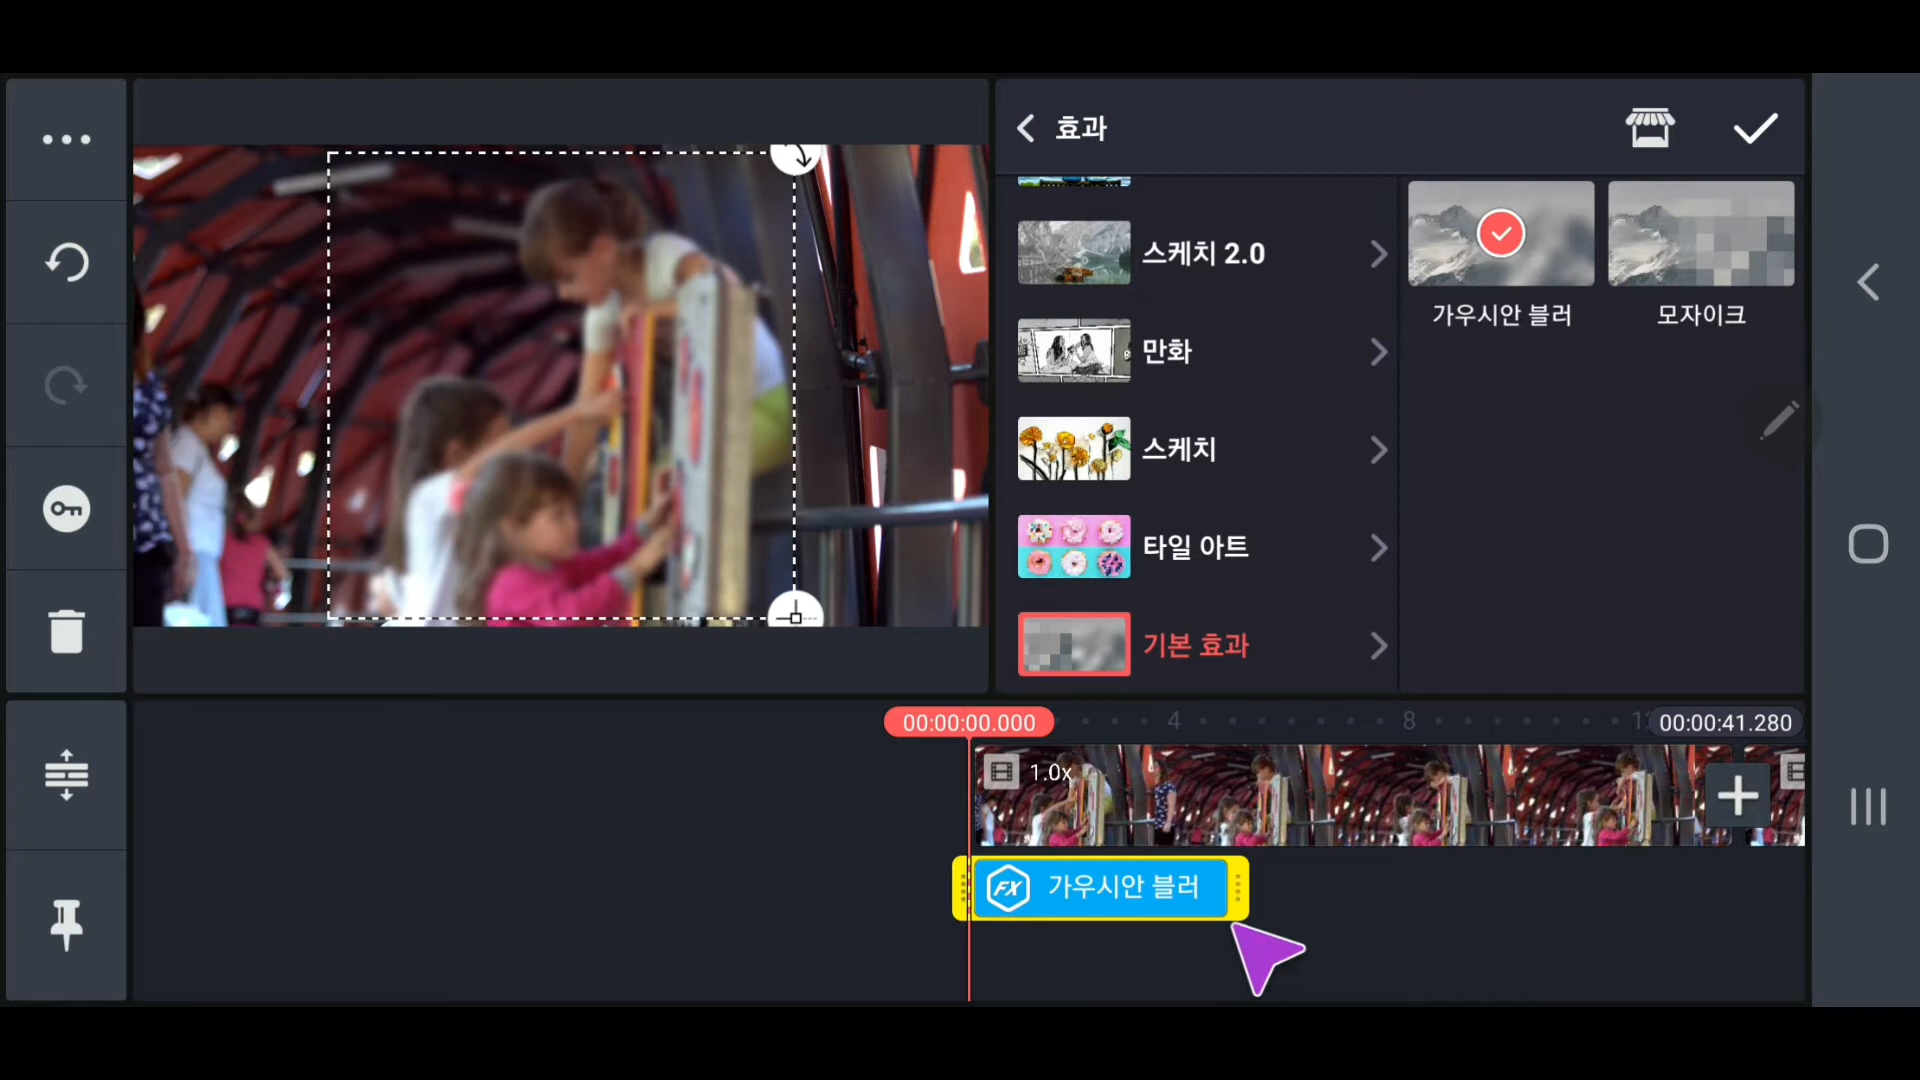 효과
스케치 2.0
만화
스케치
타일 아트
기본 효과
가우시안 블러
모자이크
00:00:00.000
4
8
00:00:41.280
1.0x
FX
가우시안 블러